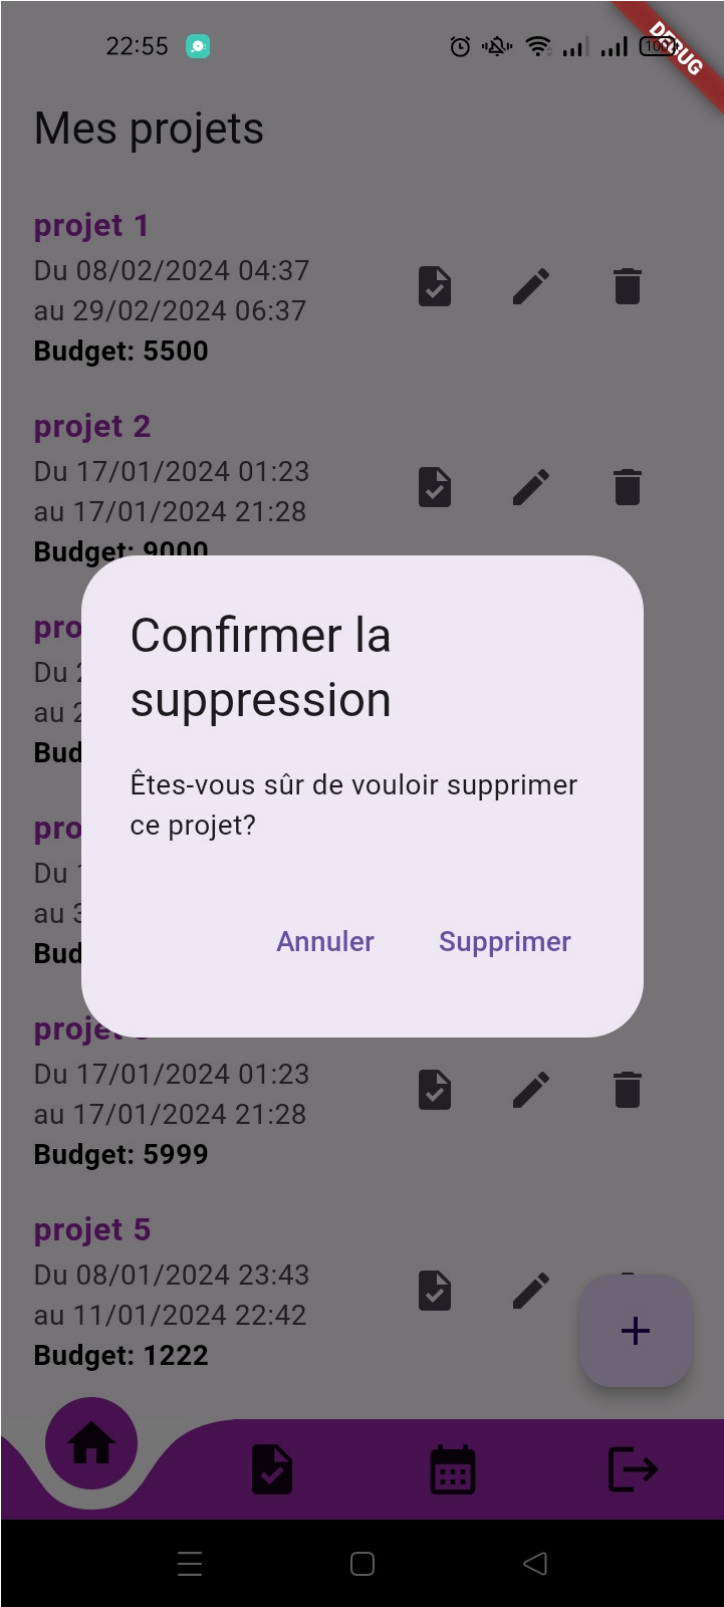 22:55
DEBUG
Mes projets
projet 1
Du 08/02/2024 04:37
au 29/02/2024 06:37
Budget: 5500
projet 2
Du 17/01/2024 01:23
au 17/01/2024 21:28
Budget: 9000
Confirmer la
suppression
Êtes-vous sûr de vouloir supprimer
ce projet?
Annuler Supprimer
Du 17/01/2024 01:23
au 17/01/2024 21:28
Budget: 5999
projet 5
Du 08/01/2024 23:43
au 11/01/2024 22:42
Budget: 1222